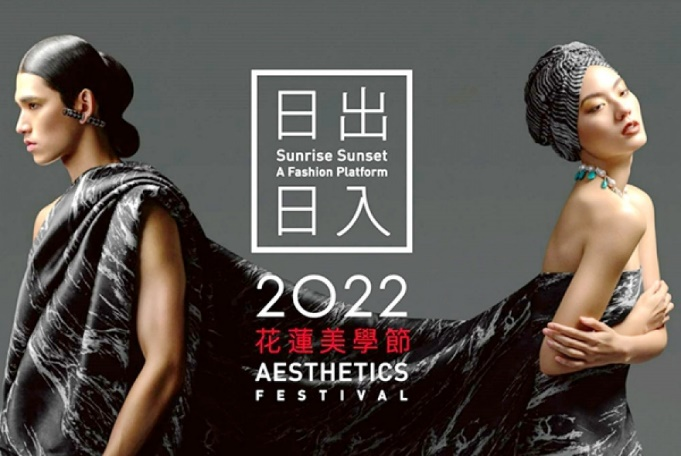 日出
Sunrise Sunset
A Fashion Platform
日入
2022
花蓮美學節
AESTHETICS
FESTIVAL